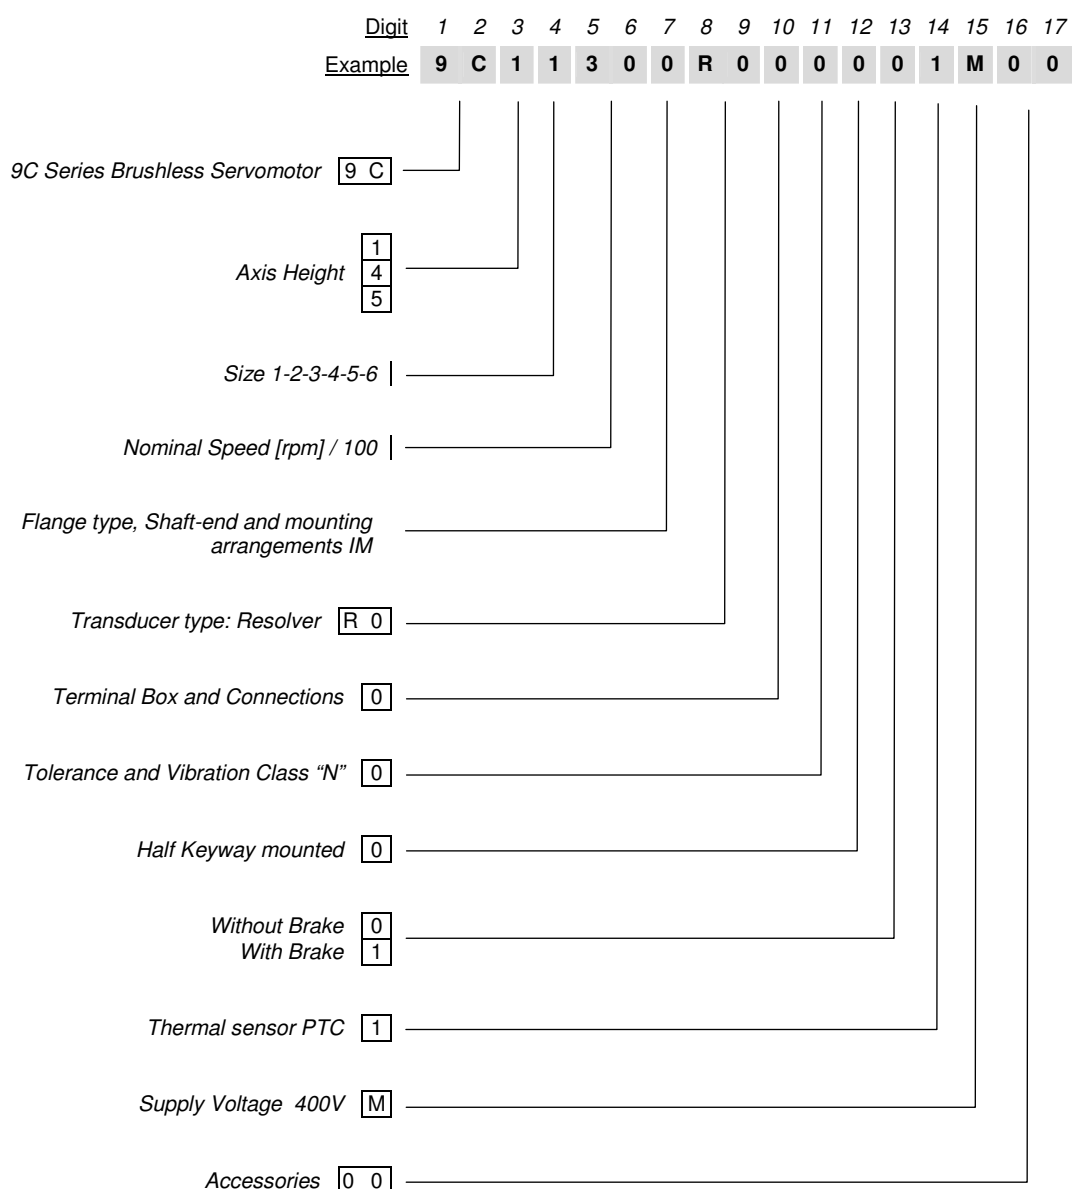 Digit 1 2 3 4 5 6 7 8 9 10 11 12 13 14 15 16 17
Example 9 C 1 1 3 0 0 R 0 0 0 0 0 1 M 0 0
9C Series Brushless Servomotor 9 C
1
Axis Height 4
5
Size 1-2-3-4-5-6
Nominal Speed [rpm] / 100
Flange type, Shaft-end and mounting
arrangements IM
Transducer type: Resolver R 0
Terminal Box and Connections 0
Tolerance and Vibration Class “N” 0
Half Keyway mounted 0
Without Brake 0
With Brake 1
Thermal sensor PTC 1
Supply Voltage 400V M
Accessories 0 0